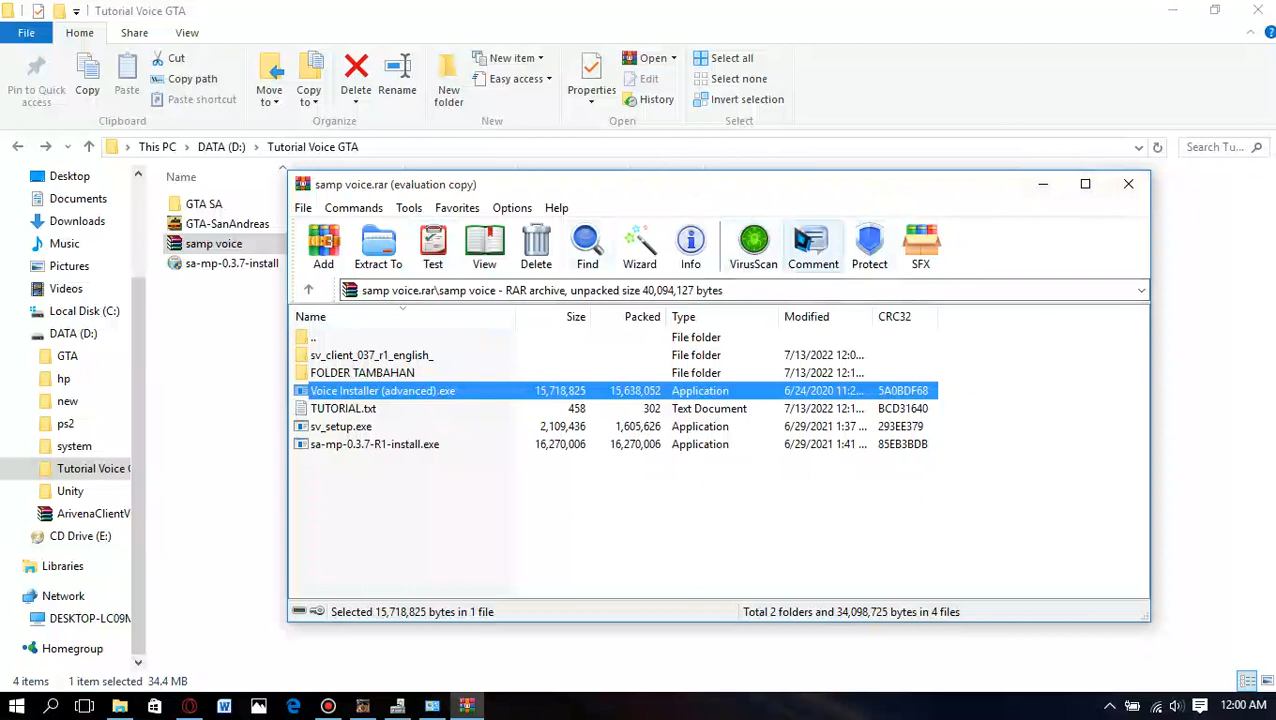 Tutorial Voice GTA
File Home Share View
Pin to Quick access
Copy
Paste
Cut
Copy path
Paste shortcut
Clipboard
Move to
Copy to
Delete
Rename
Organize
New folder
New item
Easy access
New
Properties
Open
Edit
History
Open
Select all
Select none
Invert selection
Select
This PC DATA (D:) Tutorial Voice GTA
Search Tu...
Desktop
Documents
Downloads
Music
Pictures
Videos
Local Disk (C:)
DATA (D:)
GTA
hp
new
ps2
system
Tutorial Voice G
Unity
ArivenaClientV
CD Drive (E:)
Libraries
Network
DESKTOP-LC09M
Homegroup
Name
GTA SA
GTA-SanAndreas
samp voice
sa-mp-0.3.7-install
samp voice.rar (evaluation copy)
File Commands Tools Favorites Options Help
Add Extract To Test View Delete Find Wizard Info VirusScan Comment Protect SFX
samp voice.rar\samp voice - RAR archive, unpacked size 40,094,127 bytes
Name Size Packed Type Modified CRC32
.. File folder
sv_client_037_r1_english_ File folder 7/13/2022 12:0...
FOLDER TAMBAHAN File folder 7/13/2022 12:1...
Voice Installer (advanced).exe 15,718,825 15,638,052 Application 6/24/2020 11:2... 5A0BDF68
TUTORIAL.txt 458 302 Text Document 7/13/2022 12:1... BCD31640
sv_setup.exe 2,109,436 1,605,626 Application 6/29/2021 1:37 ... 293EE379
sa-mp-0.3.7-R1-install.exe 16,270,006 16,270,006 Application 6/29/2021 1:41 ... 85EB3BDB
Selected 15,718,825 bytes in 1 file
Total 2 folders and 34,098,725 bytes in 4 files
4 items 1 item selected 34.4 MB
12:00 AM